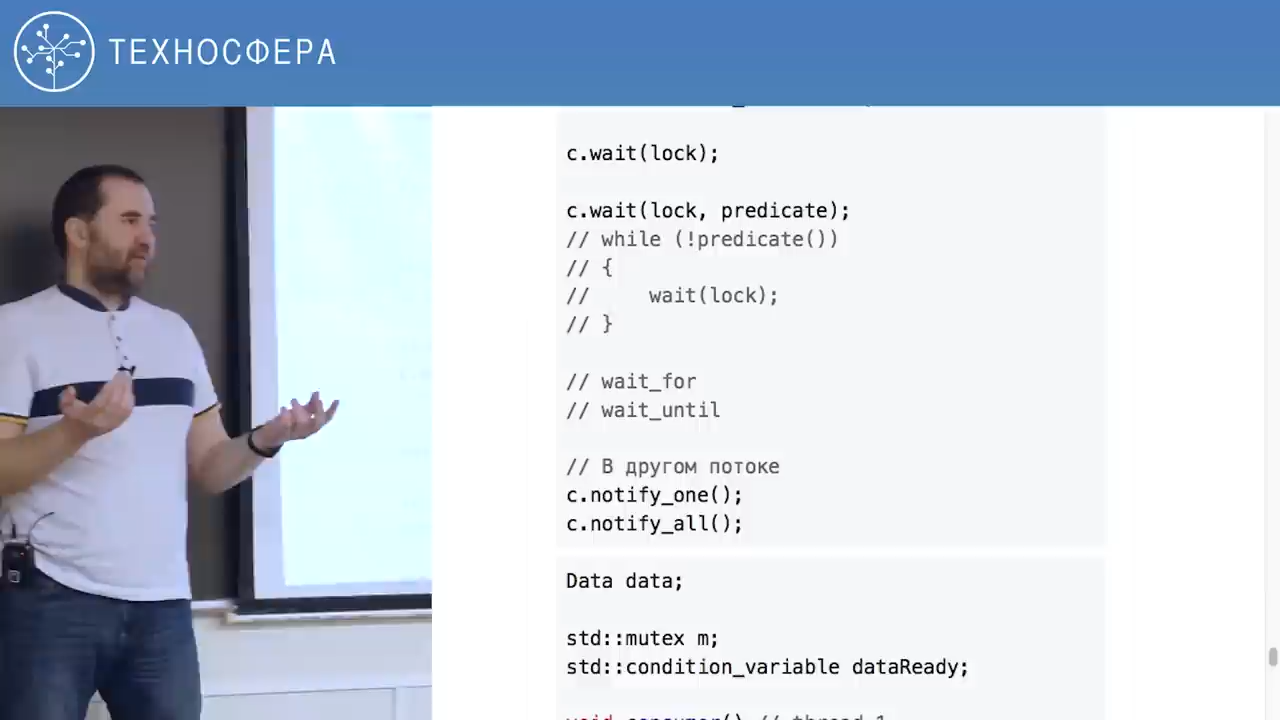 ТЕХНОСФЕРА
c.wait(lock);
c.wait(lock, predicate);
// while (!predicate())
// {
//     wait(lock);
// }
// wait_for
// wait_until
// В другом потоке
c.notify_one();
c.notify_all();
Data data;
std::mutex m;
std::condition_variable dataReady;